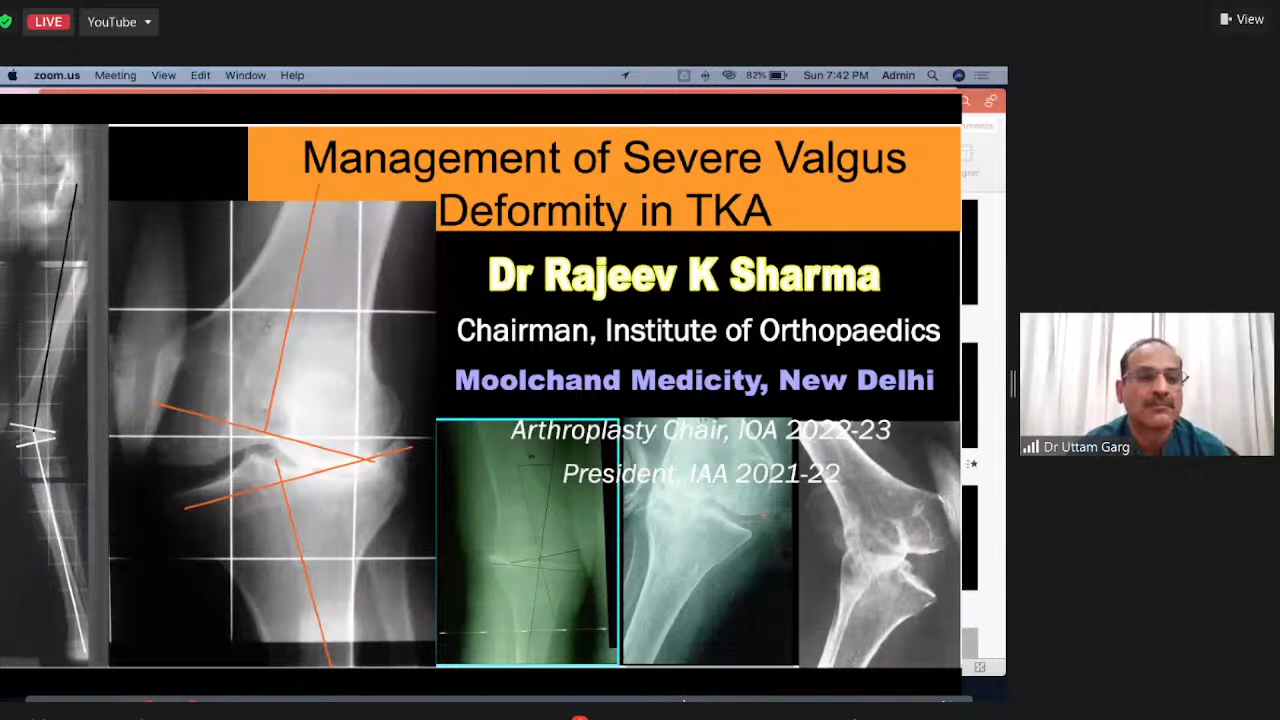 LIVE
YouTube
View
zoom.us Meeting View Edit Window Help
82% Sun 7:42 PM Admin
Management of Severe Valgus
Deformity in TKA
Dr Rajeev K Sharma
Chairman, Institute of Orthopaedics
Moolchand Medicity, New Delhi
Arthroplasty Chair, IOA 2022-23
President, IAA 2021-22
Dr Uttam Garg